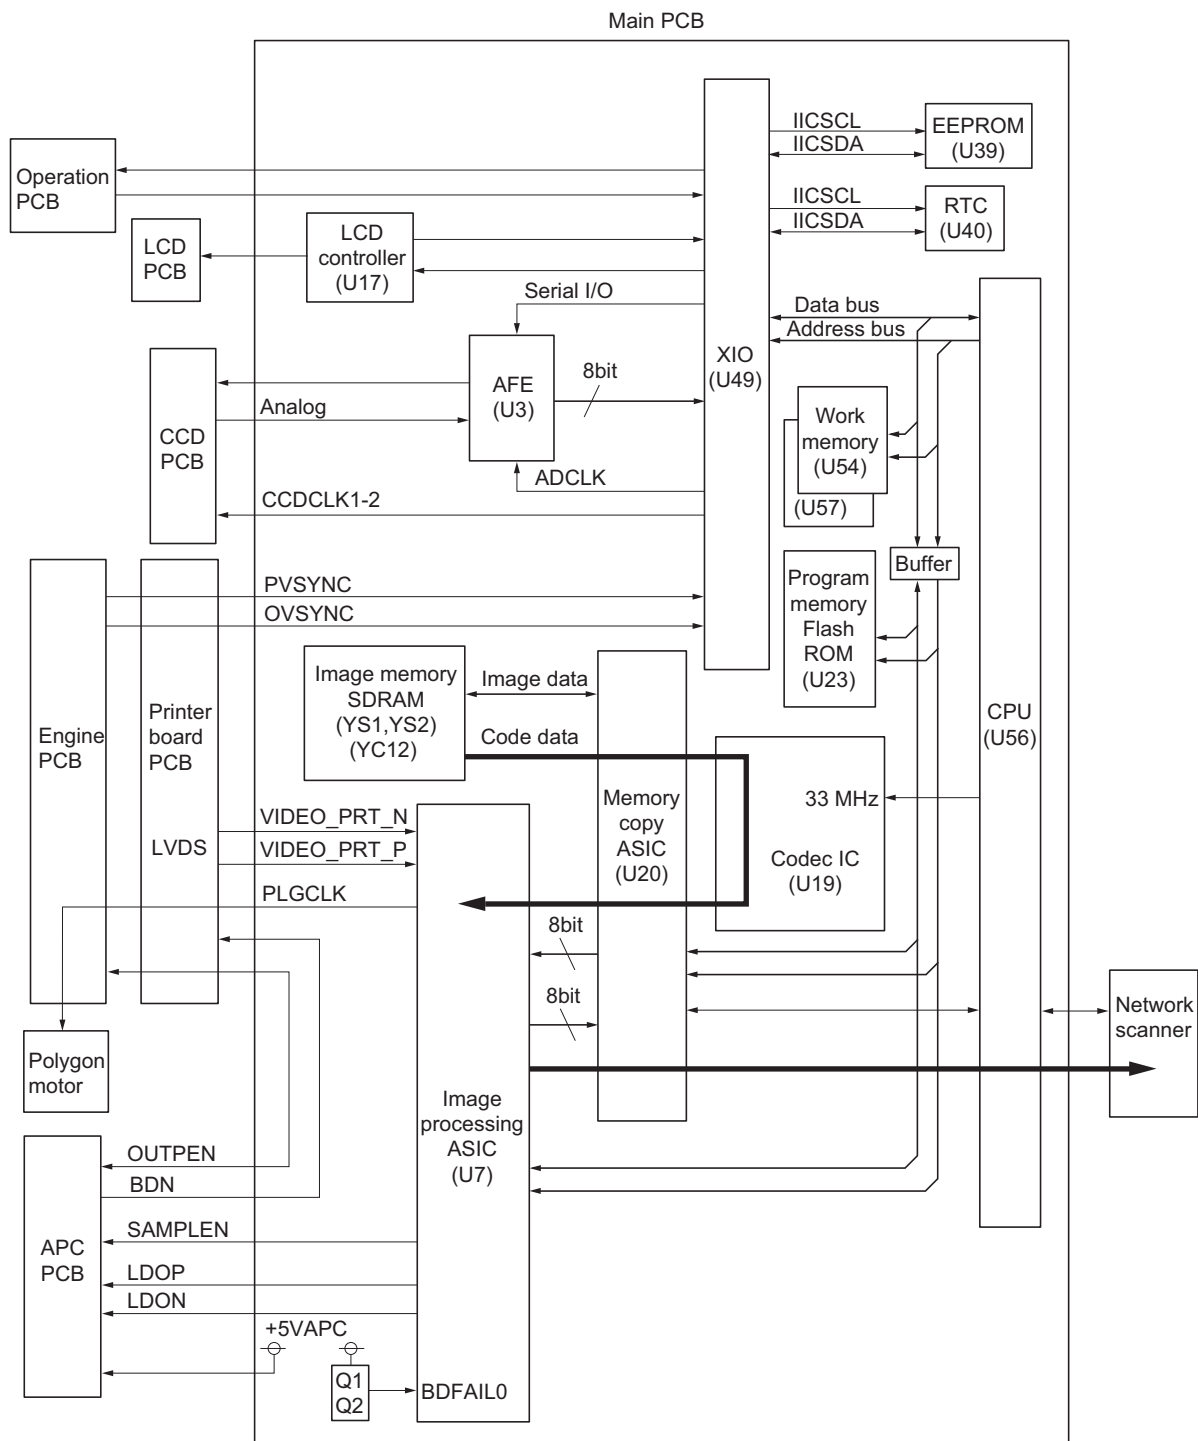 Main PCB
IICSCL
EEPROM
IICSDA
(U39)
Operation
PCB
IICSCL
RTC
IICSDA
(U40)
LCD
PCB
LCD
controller
(U17)
Serial I/O
Data bus
Address bus
XIO
(U49)
AFE
(U3)
8bit
Analog
CCD
PCB
Work
memory
(U54)
(U57)
ADCLK
CCDCLK1-2
Buffer
PVSYNC
OVSYNC
Program
memory
Flash
ROM
(U23)
Image memory
SDRAM
(YS1,YS2)
(YC12)
Image data
Code data
CPU
(U56)
Engine
PCB
Printer
board
PCB
LVDS
33 MHz
Memory
copy
ASIC
(U20)
Codec IC
(U19)
VIDEO_PRT_N
VIDEO_PRT_P
PLGCLK
8bit
8bit
Network
scanner
Polygon
motor
Image
processing
ASIC
(U7)
OUTPEN
BDN
SAMPLEN
APC
PCB
LDOP
LDON
+5VAPC
Q1
Q2
BDFAIL0